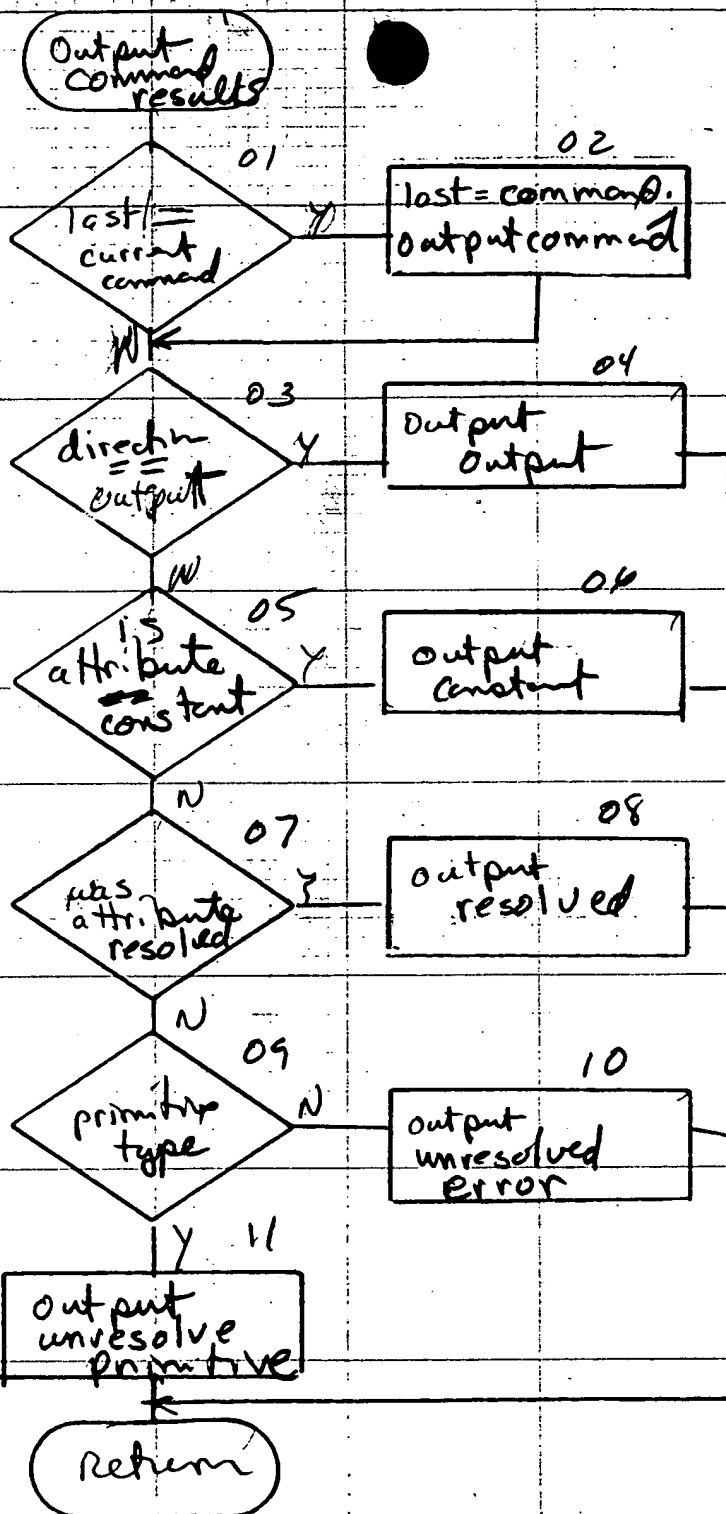 Output
Command
results
01
last !=
current
command
Y
02
last = command.
Output command
N
03
direction
==
output
Y
04
Output
Output
N
05
is
attribute
constant
Y
06
Output
constant
N
07
was
attribute
resolved
Y
08
output
resolved
N
09
primitive
type
N
10
output
unresolved
error
Y
11
Output
unresolve
primitive
Return